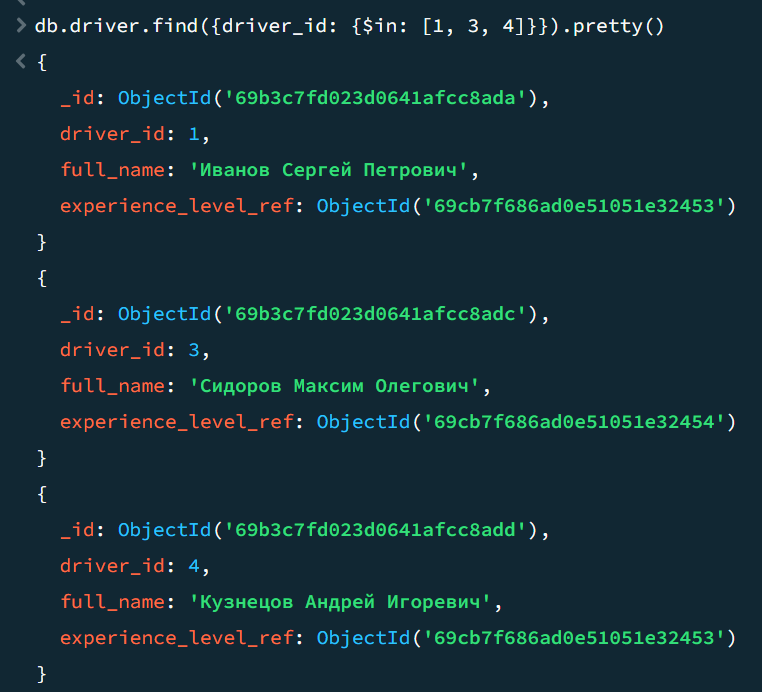 > db.driver.find({driver_id: {$in: [1, 3, 4]}}).pretty()
< {
_id: ObjectId('69b3c7fd023d0641afcc8ada'),
driver_id: 1,
full_name: 'Иванов Сергей Петрович',
experience_level_ref: ObjectId('69cb7f686ad0e51051e32453')
}
{
_id: ObjectId('69b3c7fd023d0641afcc8adc'),
driver_id: 3,
full_name: 'Сидоров Максим Олегович',
experience_level_ref: ObjectId('69cb7f686ad0e51051e32454')
}
{
_id: ObjectId('69b3c7fd023d0641afcc8add'),
driver_id: 4,
full_name: 'Кузнецов Андрей Игоревич',
experience_level_ref: ObjectId('69cb7f686ad0e51051e32453')
}